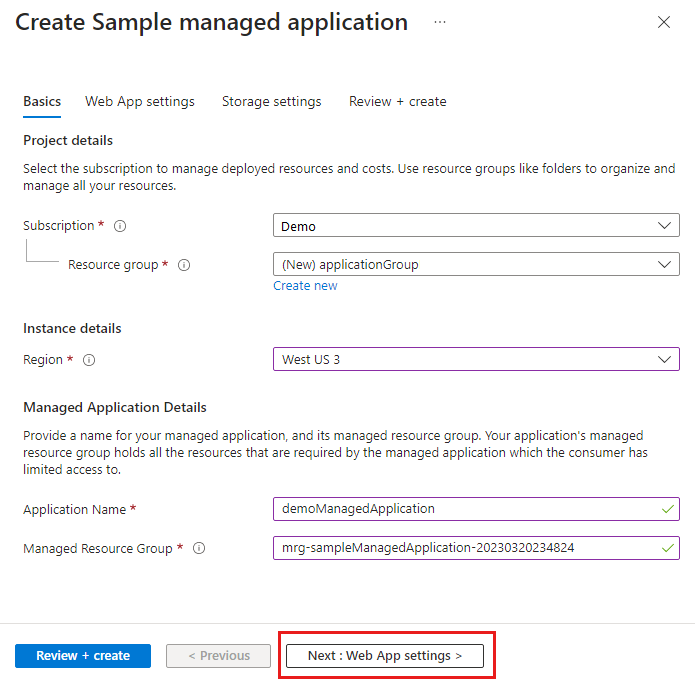 Create Sample managed application ...
Basics Web App settings Storage settings Review + create
Project details
Select the subscription to manage deployed resources and costs. Use resource groups like folders to organize and
manage all your resources.
Subscription * Demo
Resource group * (New) applicationGroup
Create new
Instance details
Region * West US 3
Managed Application Details
Provide a name for your managed application, and its managed resource group. Your application's managed
resource group holds all the resources that are required by the managed application which the consumer has
limited access to.
Application Name * demoManagedApplication
Managed Resource Group * mrg-sampleManagedApplication-20230320234824
Review + create < Previous Next : Web App settings >